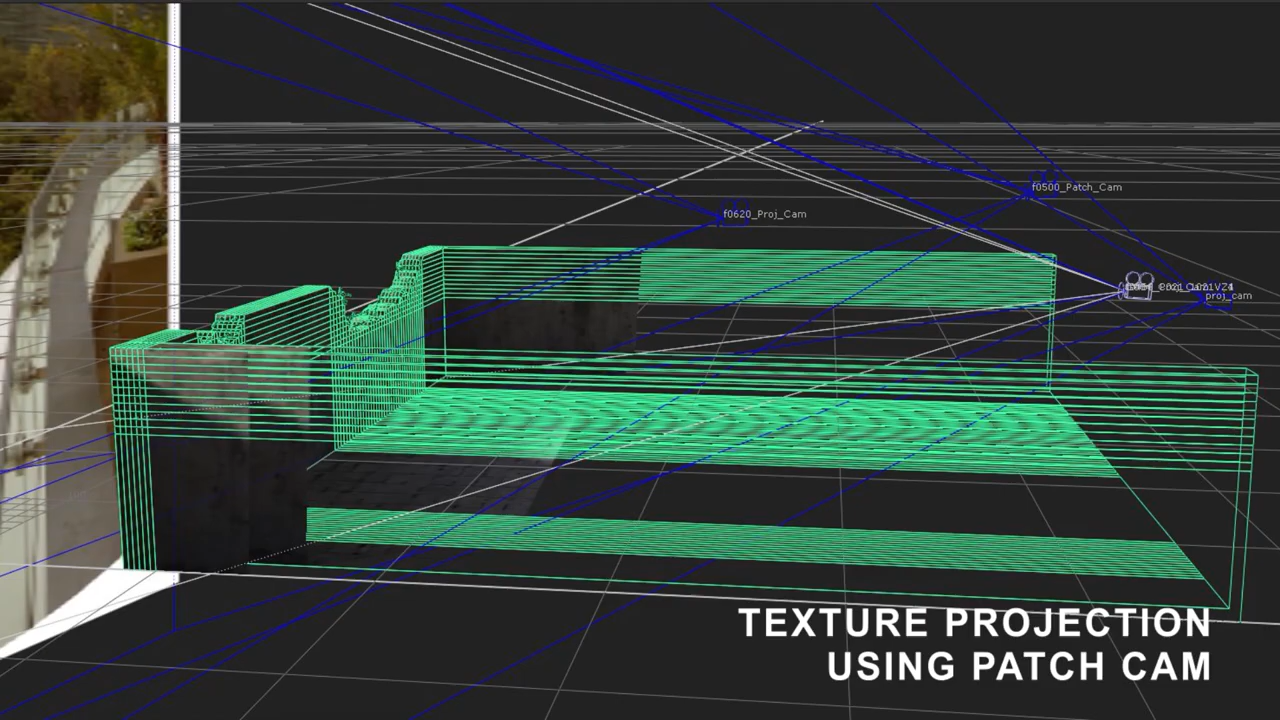 f0500_Patch_Cam
f0620_Proj_Cam
proj_cam
TEXTURE PROJECTION
USING PATCH CAM